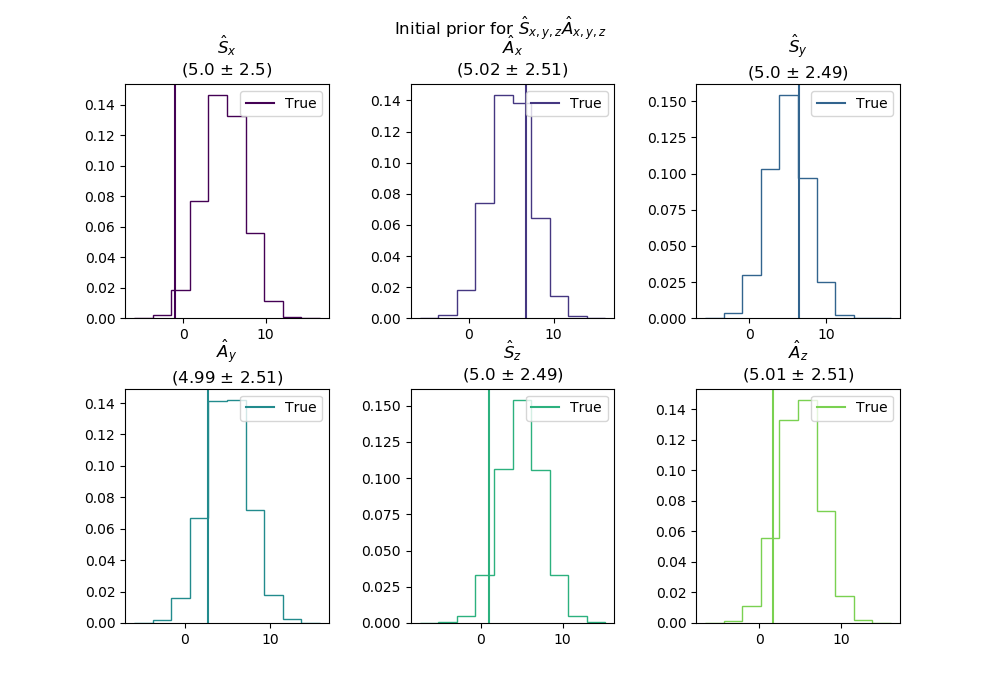 Initial prior for Ŝx,y,zÂx,y,z
Ŝx Âx Ŝy
(5.0 ± 2.5) (5.02 ± 2.51) (5.0 ± 2.49)
True True True
0.14 0.14 0.150
0.12 0.12 0.125
0.10 0.10 0.100
0.08 0.08 0.075
0.06 0.06 0.050
0.04 0.04 0.025
0.02 0.02 0.000
0.00 0.00
0 10 0 10 0 10
Ây Ŝz Âz
(4.99 ± 2.51) (5.0 ± 2.49) (5.01 ± 2.51)
True True True
0.14 0.150 0.14
0.12 0.125 0.12
0.10 0.100 0.10
0.08 0.075 0.08
0.06 0.050 0.06
0.04 0.025 0.04
0.02 0.000 0.02
0.00 0.00
0 10 0 10 0 10